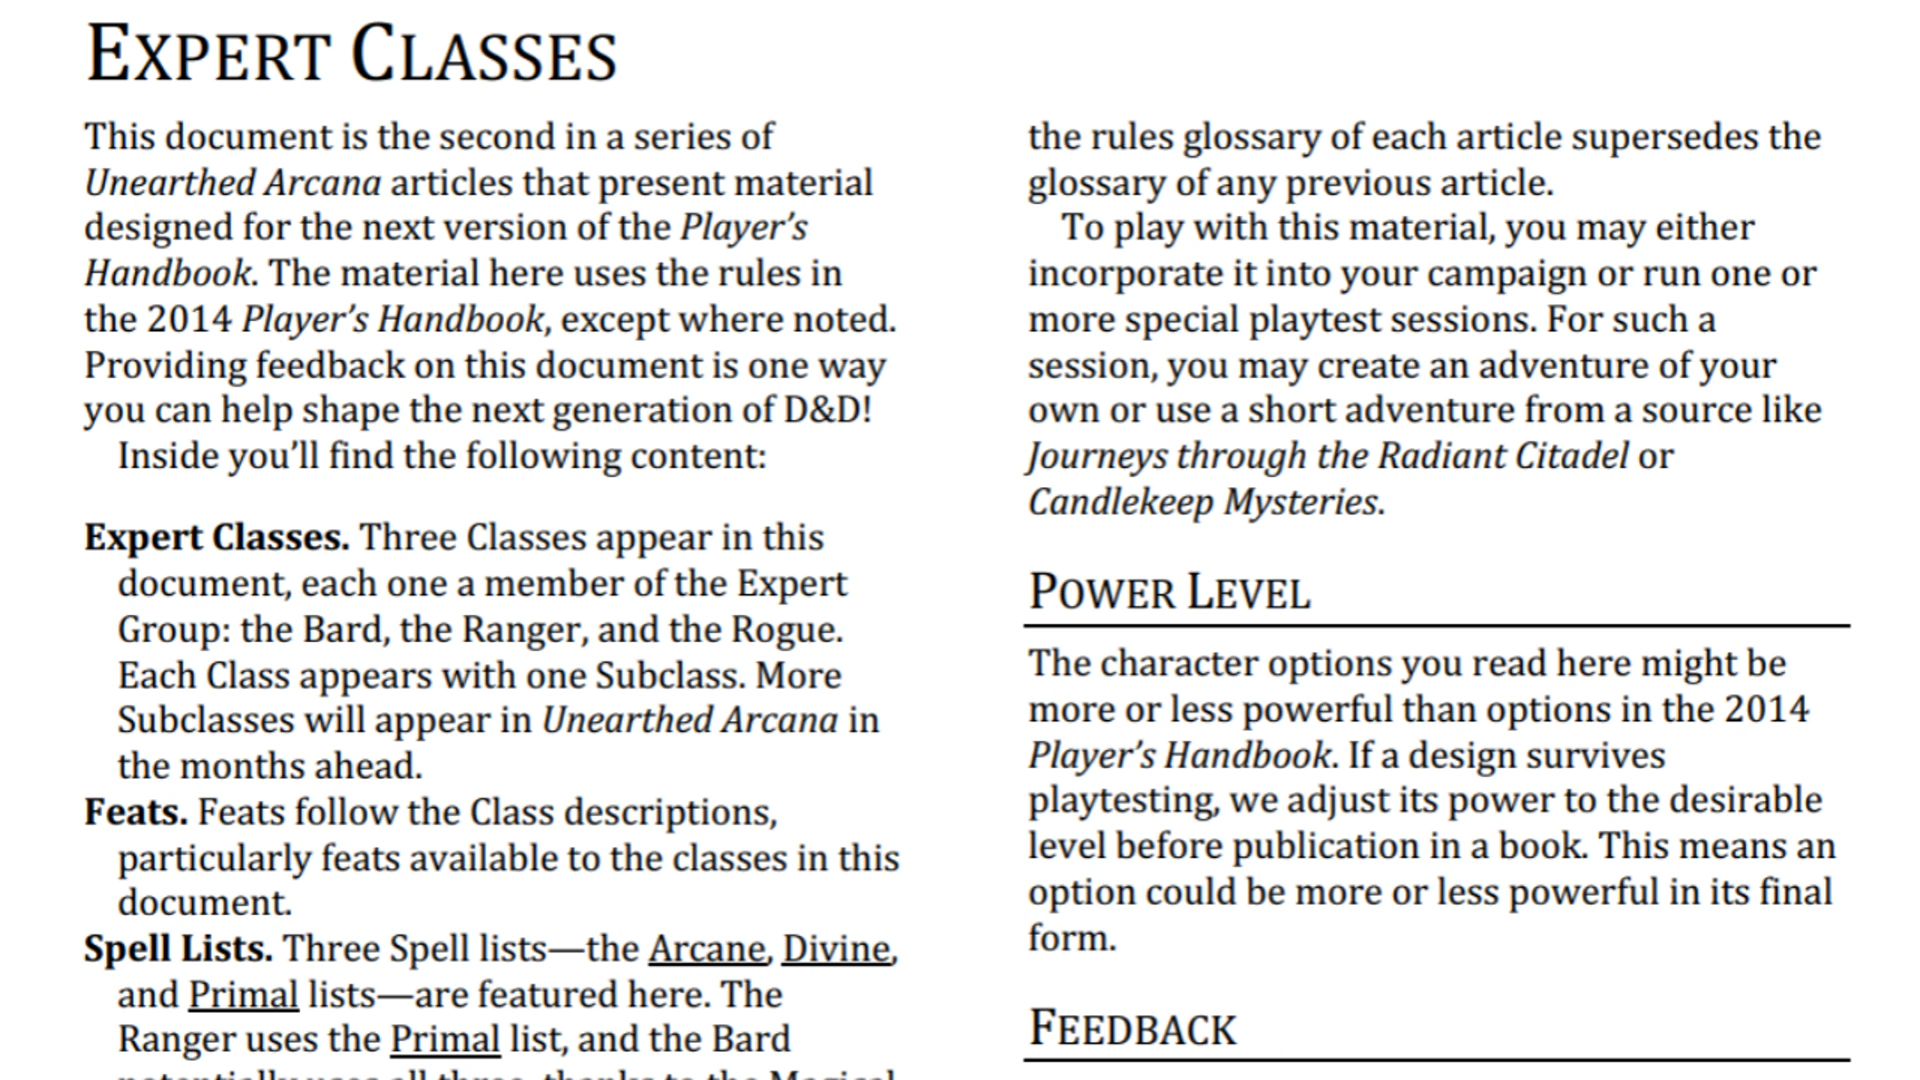 EXPERT CLASSES
This document is the second in a series of
Unearthed Arcana articles that present material
designed for the next version of the Player’s
Handbook. The material here uses the rules in
the 2014 Player’s Handbook, except where noted.
Providing feedback on this document is one way
you can help shape the next generation of D&D!
Inside you’ll find the following content:
Expert Classes. Three Classes appear in this
document, each one a member of the Expert
Group: the Bard, the Ranger, and the Rogue.
Each Class appears with one Subclass. More
Subclasses will appear in Unearthed Arcana in
the months ahead.
Feats. Feats follow the Class descriptions,
particularly feats available to the classes in this
document.
Spell Lists. Three Spell lists—the Arcane, Divine,
and Primal lists—are featured here. The
Ranger uses the Primal list, and the Bard
potentially uses all three, thanks to the Magical
the rules glossary of each article supersedes the
glossary of any previous article.
To play with this material, you may either
incorporate it into your campaign or run one or
more special playtest sessions. For such a
session, you may create an adventure of your
own or use a short adventure from a source like
Journeys through the Radiant Citadel or
Candlekeep Mysteries.
POWER LEVEL
The character options you read here might be
more or less powerful than options in the 2014
Player’s Handbook. If a design survives
playtesting, we adjust its power to the desirable
level before publication in a book. This means an
option could be more or less powerful in its final
form.
FEEDBACK